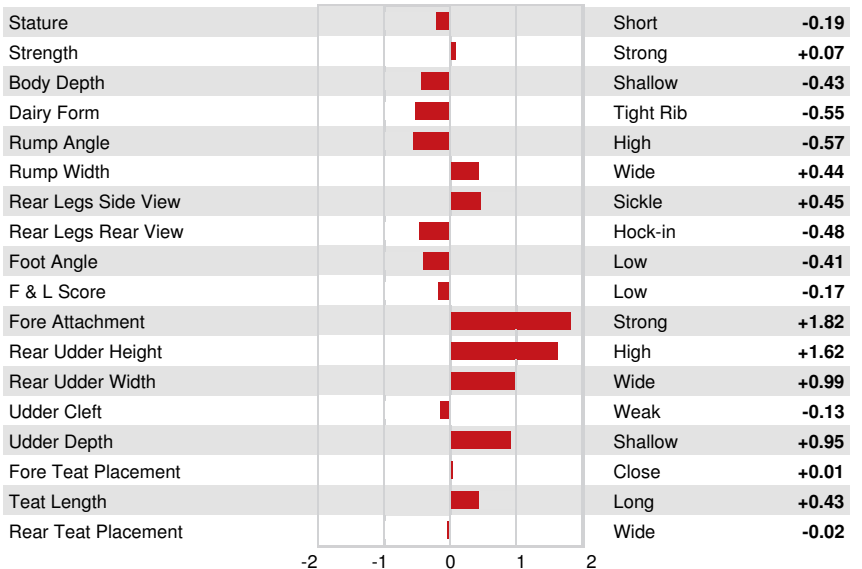 Stature Short -0.19
Strength Strong +0.07
Body Depth Shallow -0.43
Dairy Form Tight Rib -0.55
Rump Angle High -0.57
Rump Width Wide +0.44
Rear Legs Side View Sickle +0.45
Rear Legs Rear View Hock-in -0.48
Foot Angle Low -0.41
F & L Score Low -0.17
Fore Attachment Strong +1.82
Rear Udder Height High +1.62
Rear Udder Width Wide +0.99
Udder Cleft Weak -0.13
Udder Depth Shallow +0.95
Fore Teat Placement Close +0.01
Teat Length Long +0.43
Rear Teat Placement Wide -0.02
-2 -1 0 1 2